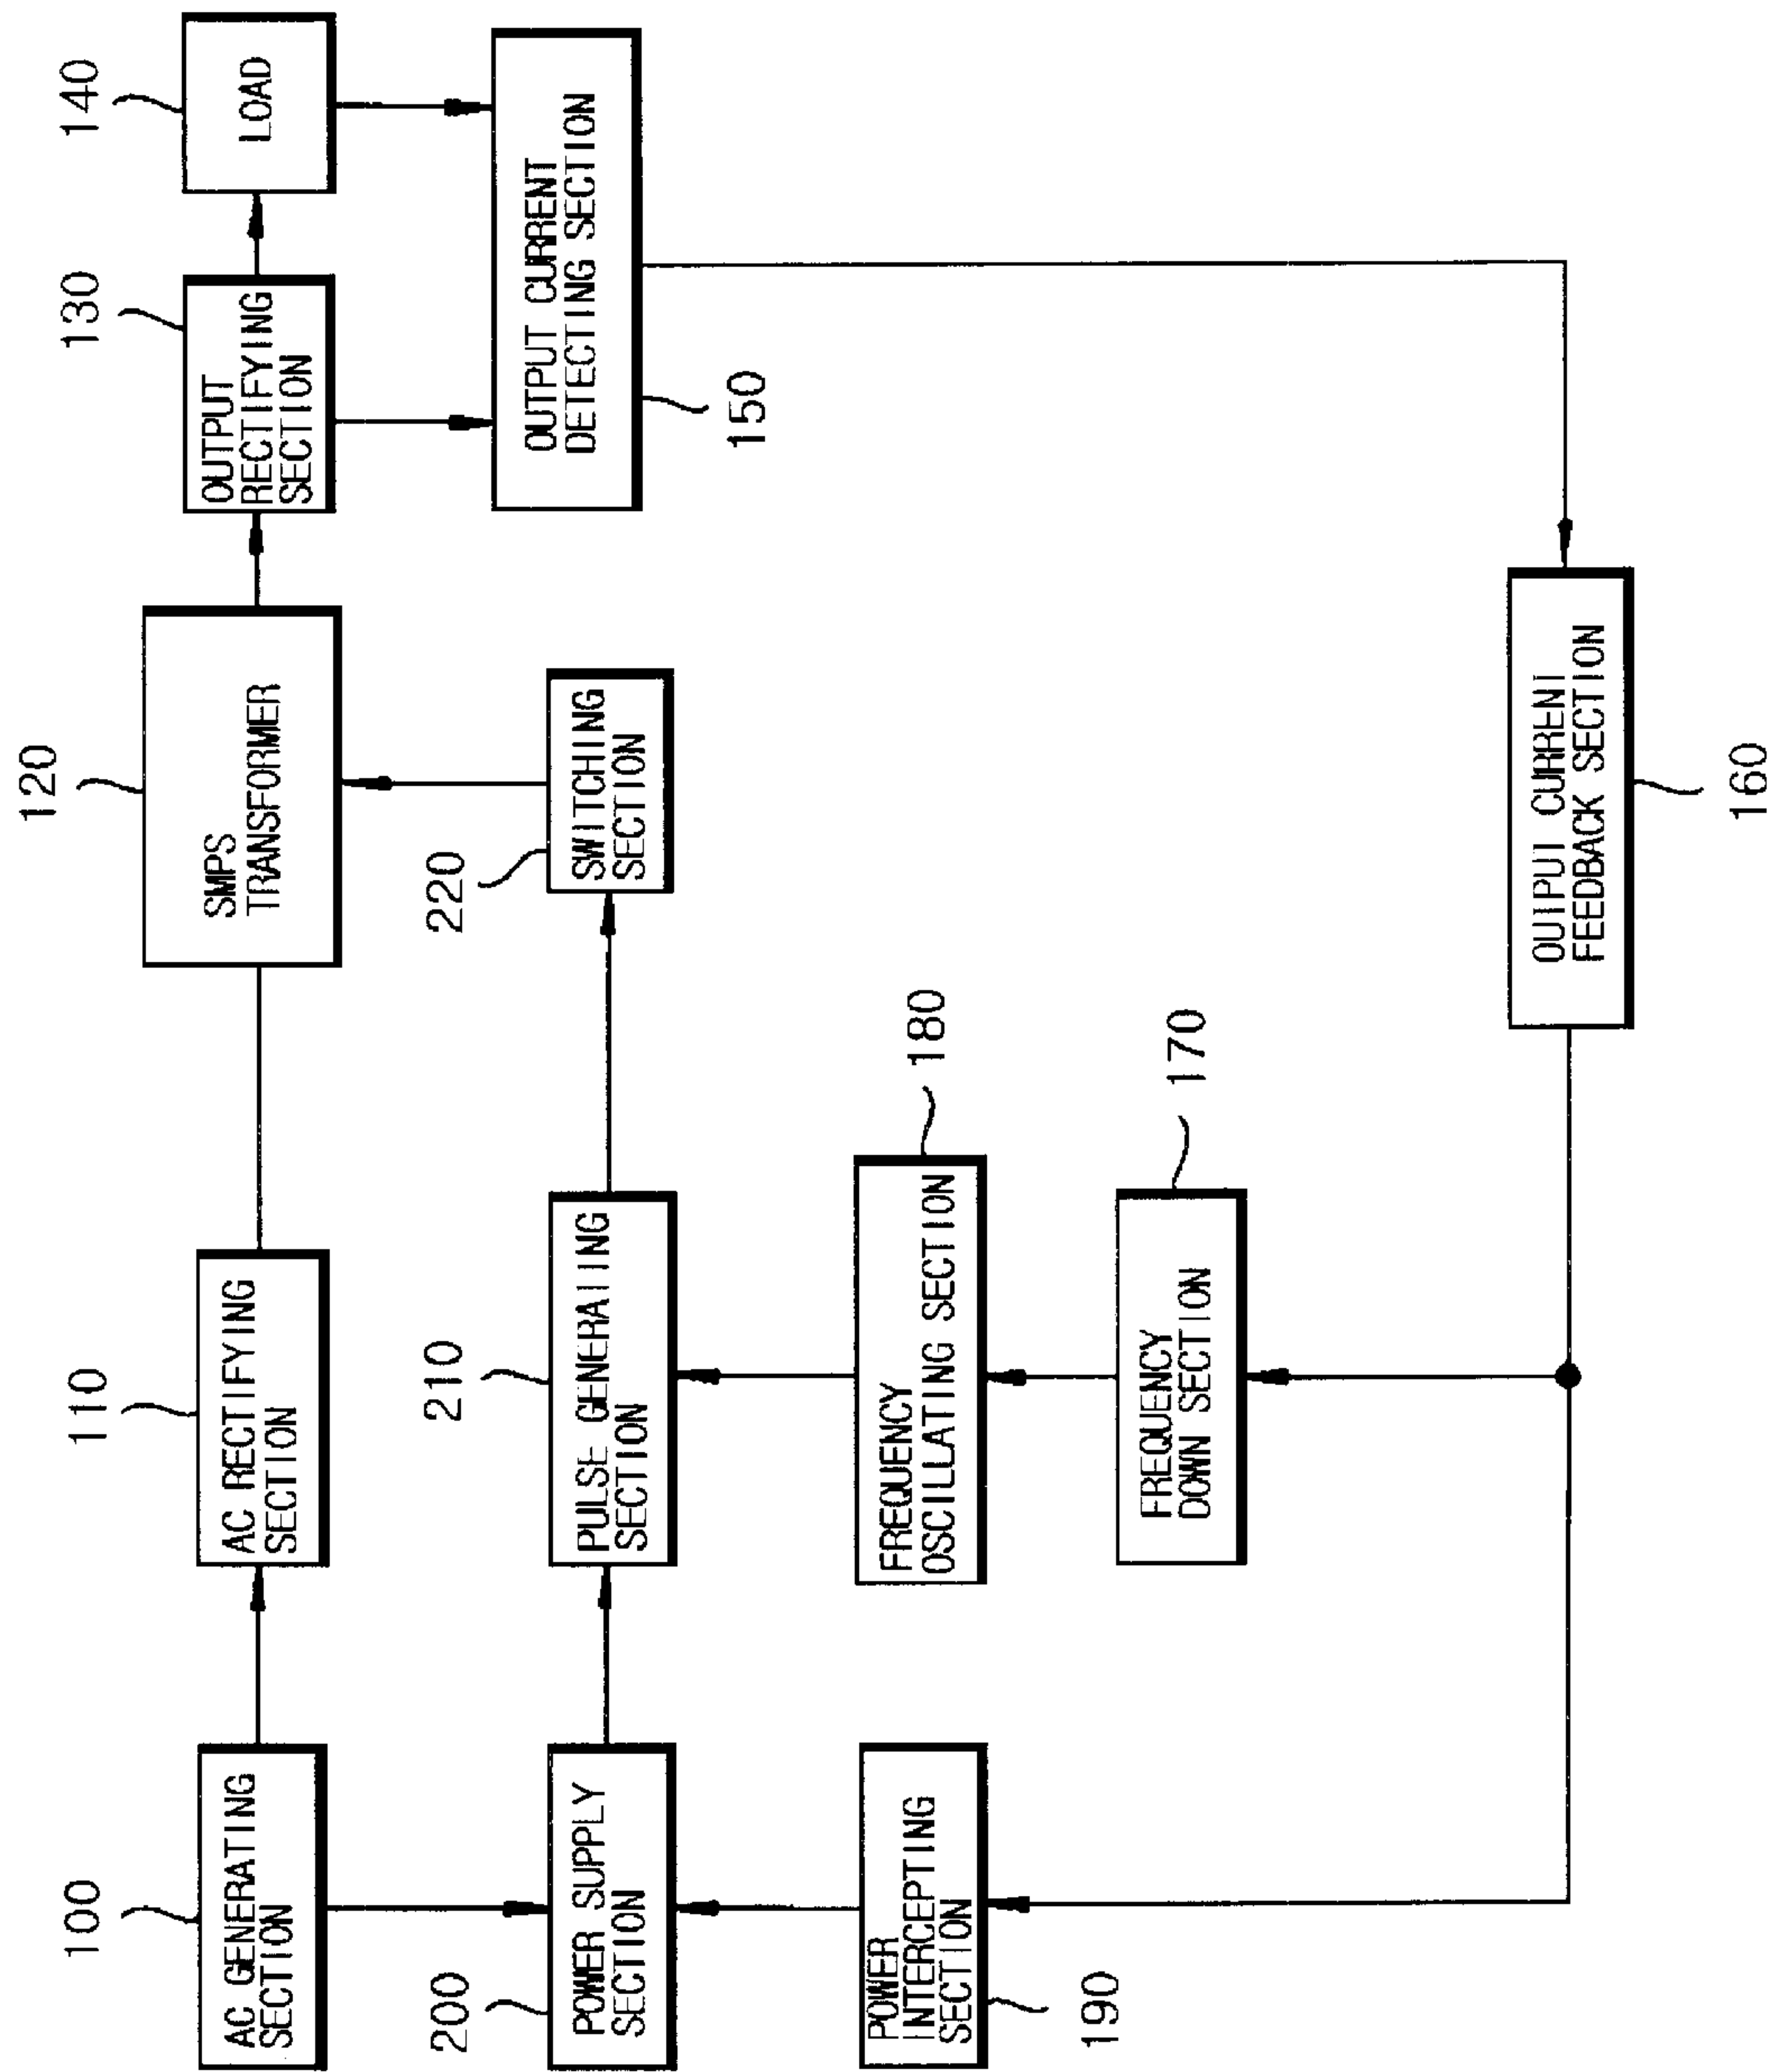 100
AC GENERATING
SECTION
110
AC RECTIFYING
SECTION
120
SMPS
TRANSFORMER
130
OUTPUT
RECTIFYING
SECTION
140
LOAD
200
POWER SUPPLY
SECTION
210
PULSE GENERATING
SECTION
220
SWITCHING
SECTION
OUTPUT CURRENT
DETECTING SECTION
150
POWER
INTERCEPTING
SECTION
190
FREQUENCY
OSCILLATING SECTION
180
FREQUENCY
DOWN SECTION
170
OUTPUT CURRENT
FEEDBACK SECTION
160